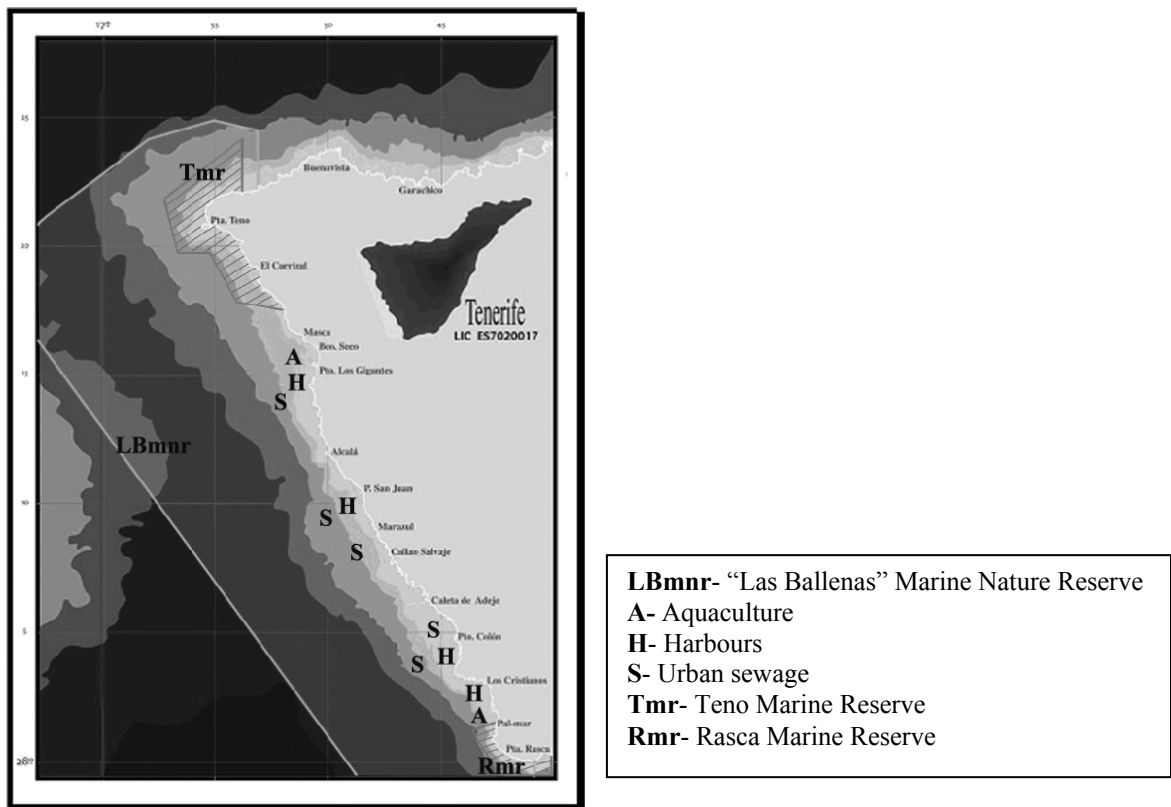 17º 55 50 45
25
Tmr
Buenavista
Garachico
Pta. Teno
20
El Carrizal
Tenerife
LIC ES7020017
Masca
Bco. Seco
A
Pto. Los Gigantes
15
H
S
LBmnr
Alcalá
P. San Juan
10
H
S
Marazul
S
Callao Salvaje
Caleta de Adeje
S
5
Pto. Colón
H
S
Los Cristianos
H
A
Pal-mar
Pta. Rasca
28º
Rmr
LBmnr- “Las Ballenas” Marine Nature Reserve
A- Aquaculture
H- Harbours
S- Urban sewage
Tmr- Teno Marine Reserve
Rmr- Rasca Marine Reserve